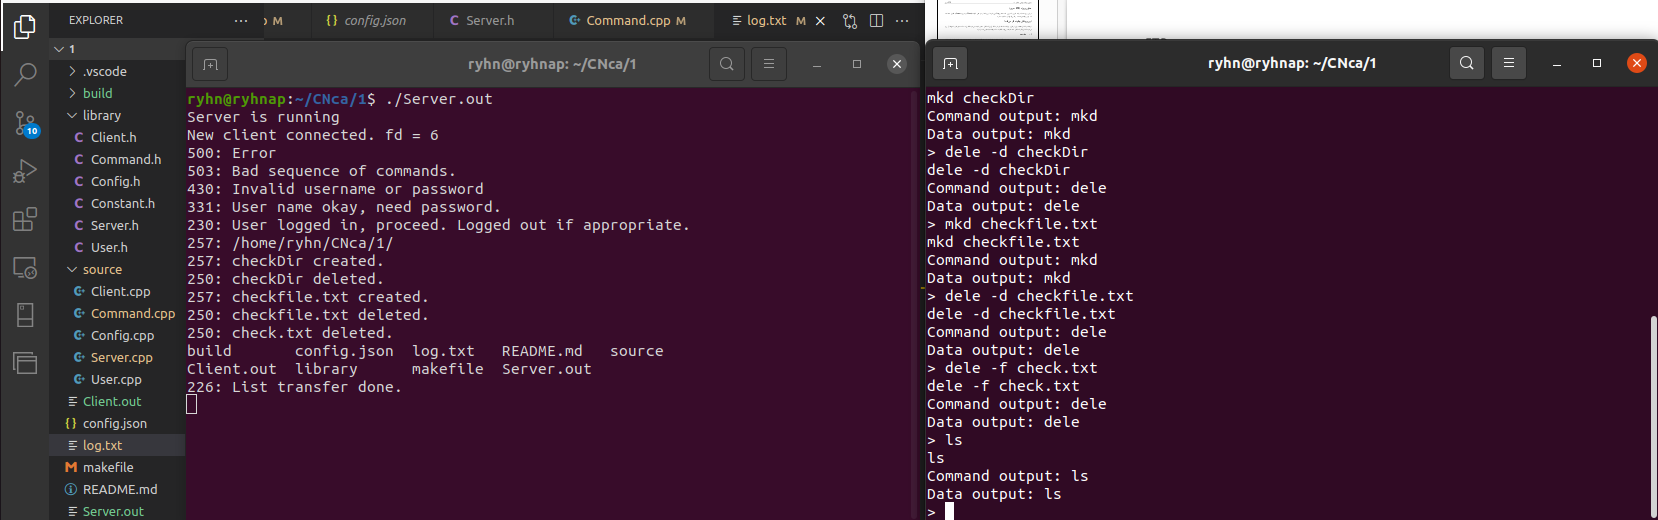 EXPLORER
1
.vscode
build
library
Client.h
Command.h
Config.h
Constant.h
Server.h
User.h
source
Client.cpp
Command.cpp
Config.cpp
Server.cpp
User.cpp
Client.out
config.json
log.txt
makefile
README.md
Server.out
10
M
config.json
Server.h
Command.cpp M
log.txt M
ryhn@ryhnap: ~/CNca/1
ryhn@ryhnap:~/CNca/1$ ./Server.out
Server is running
New client connected. fd = 6
500: Error
503: Bad sequence of commands.
430: Invalid username or password
331: User name okay, need password.
230: User logged in, proceed. Logged out if appropriate.
257: /home/ryhn/CNca/1/
257: checkDir created.
250: checkDir deleted.
257: checkfile.txt created.
250: checkfile.txt deleted.
250: check.txt deleted.
build config.json log.txt README.md source
Client.out library makefile Server.out
226: List transfer done.
ryhn@ryhnap: ~/CNca/1
mkd checkDir
Command output: mkd
Data output: mkd
> dele -d checkDir
dele -d checkDir
Command output: dele
Data output: dele
> mkd checkfile.txt
mkd checkfile.txt
Command output: mkd
Data output: mkd
> dele -d checkfile.txt
dele -d checkfile.txt
Command output: dele
Data output: dele
> dele -f check.txt
dele -f check.txt
Command output: dele
Data output: dele
> ls
ls
Command output: ls
Data output: ls
>